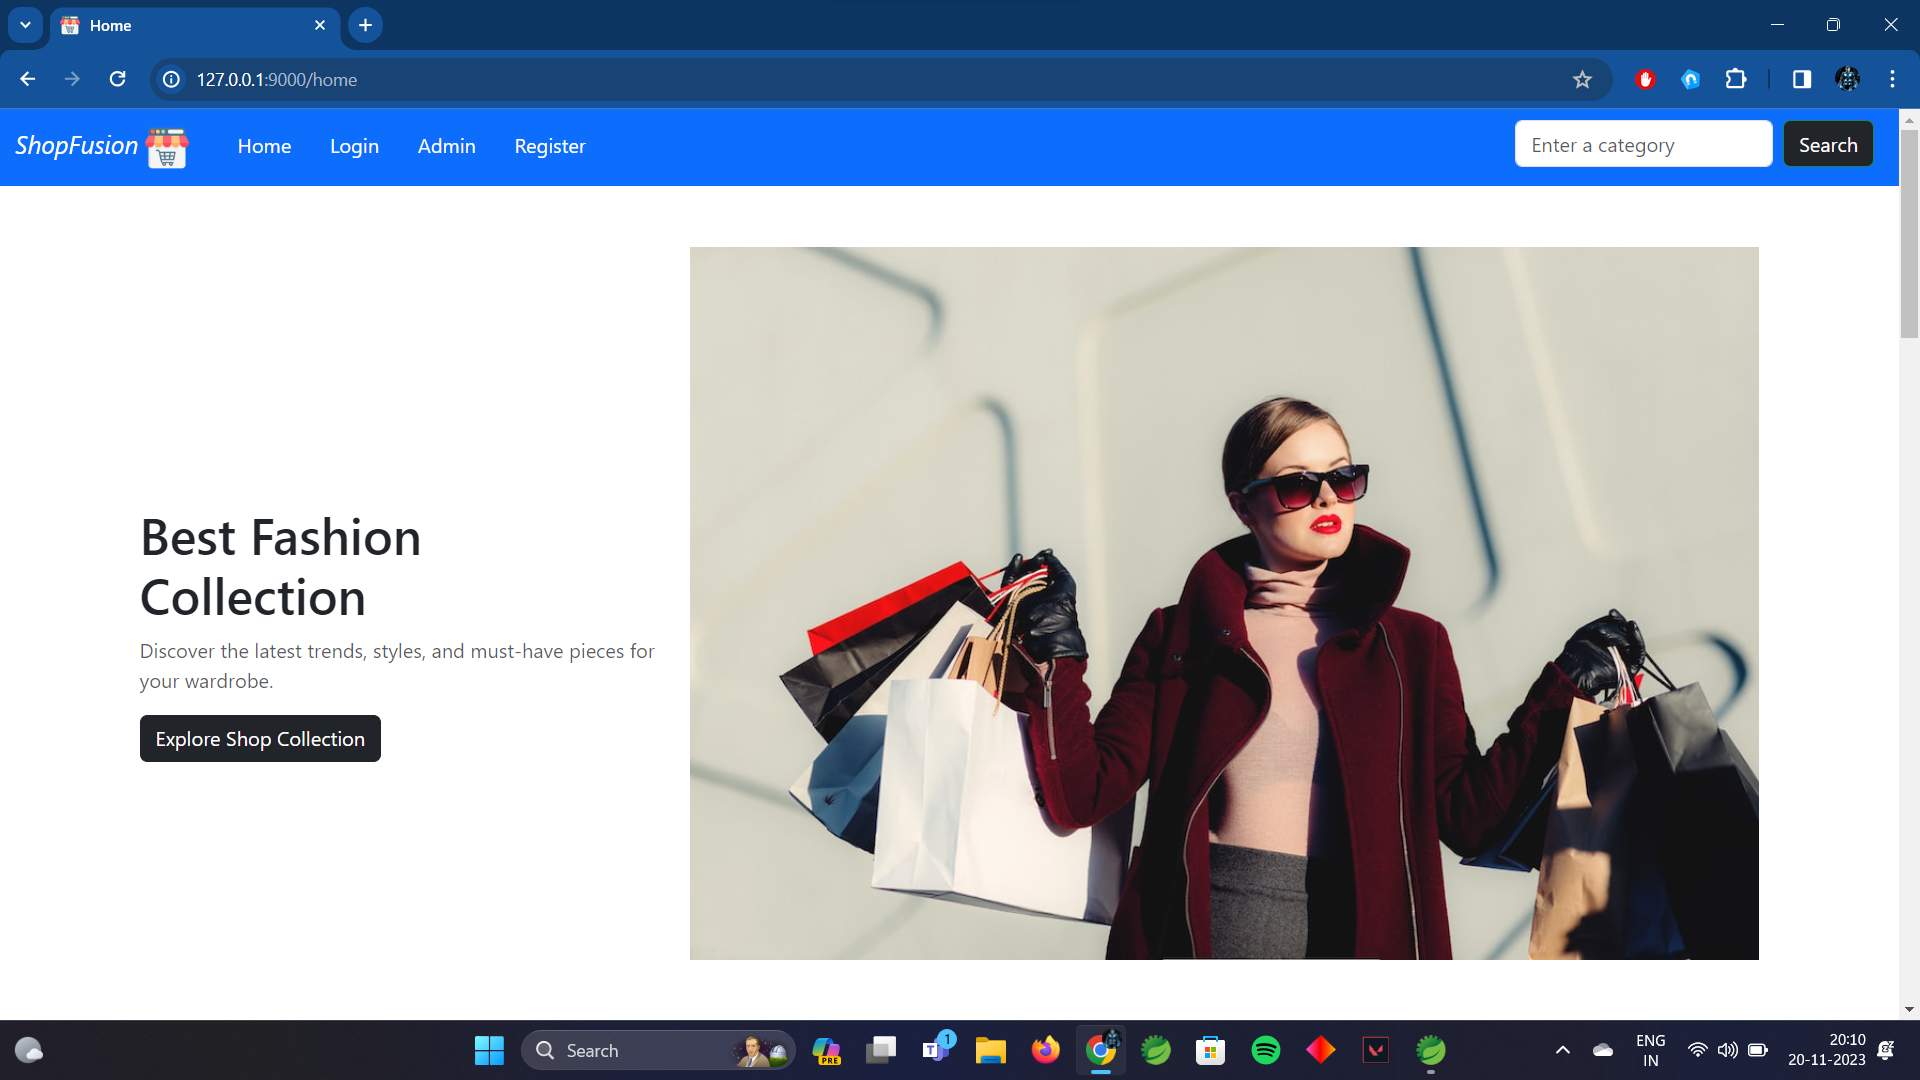 Home
127.0.0.1:9000/home
ShopFusion
Home
Login
Admin
Register
Enter a category
Search
Best Fashion
Collection
Discover the latest trends, styles, and must-have pieces for
your wardrobe.
Explore Shop Collection
Search
PRE
T
1
ENG
IN
20:10
20-11-2023